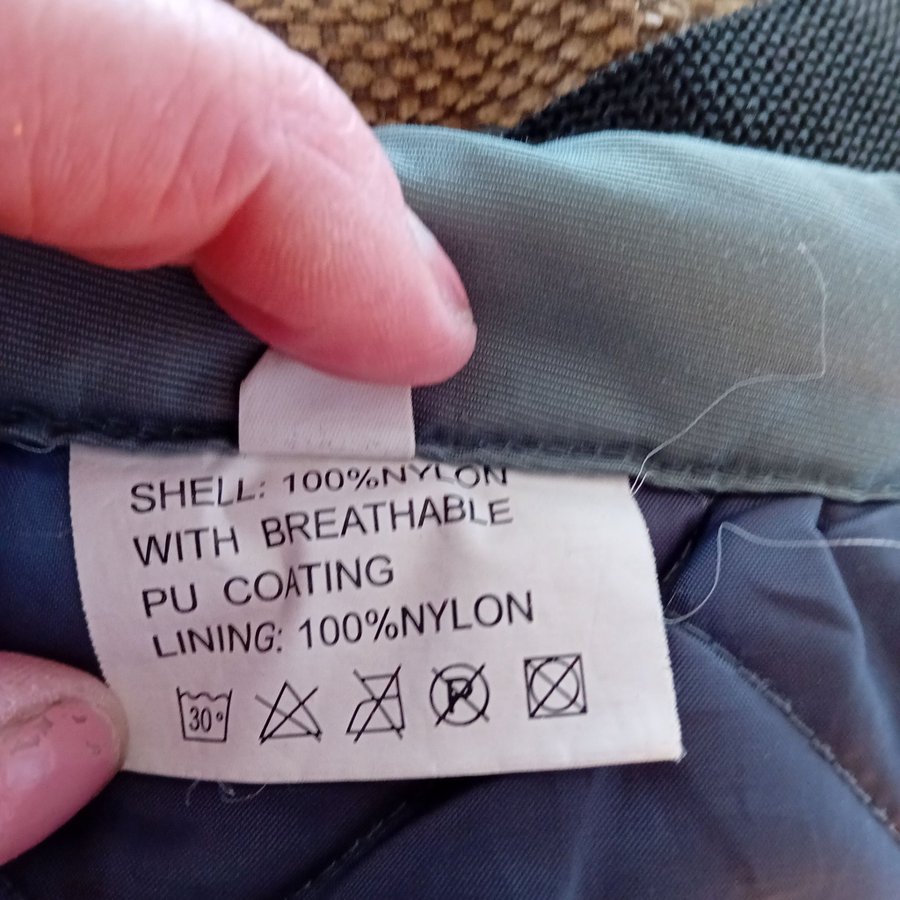 SHELL: 100%NYLON
WITH BREATHABLE
PU COATING
LINING: 100%NYLON
30° P